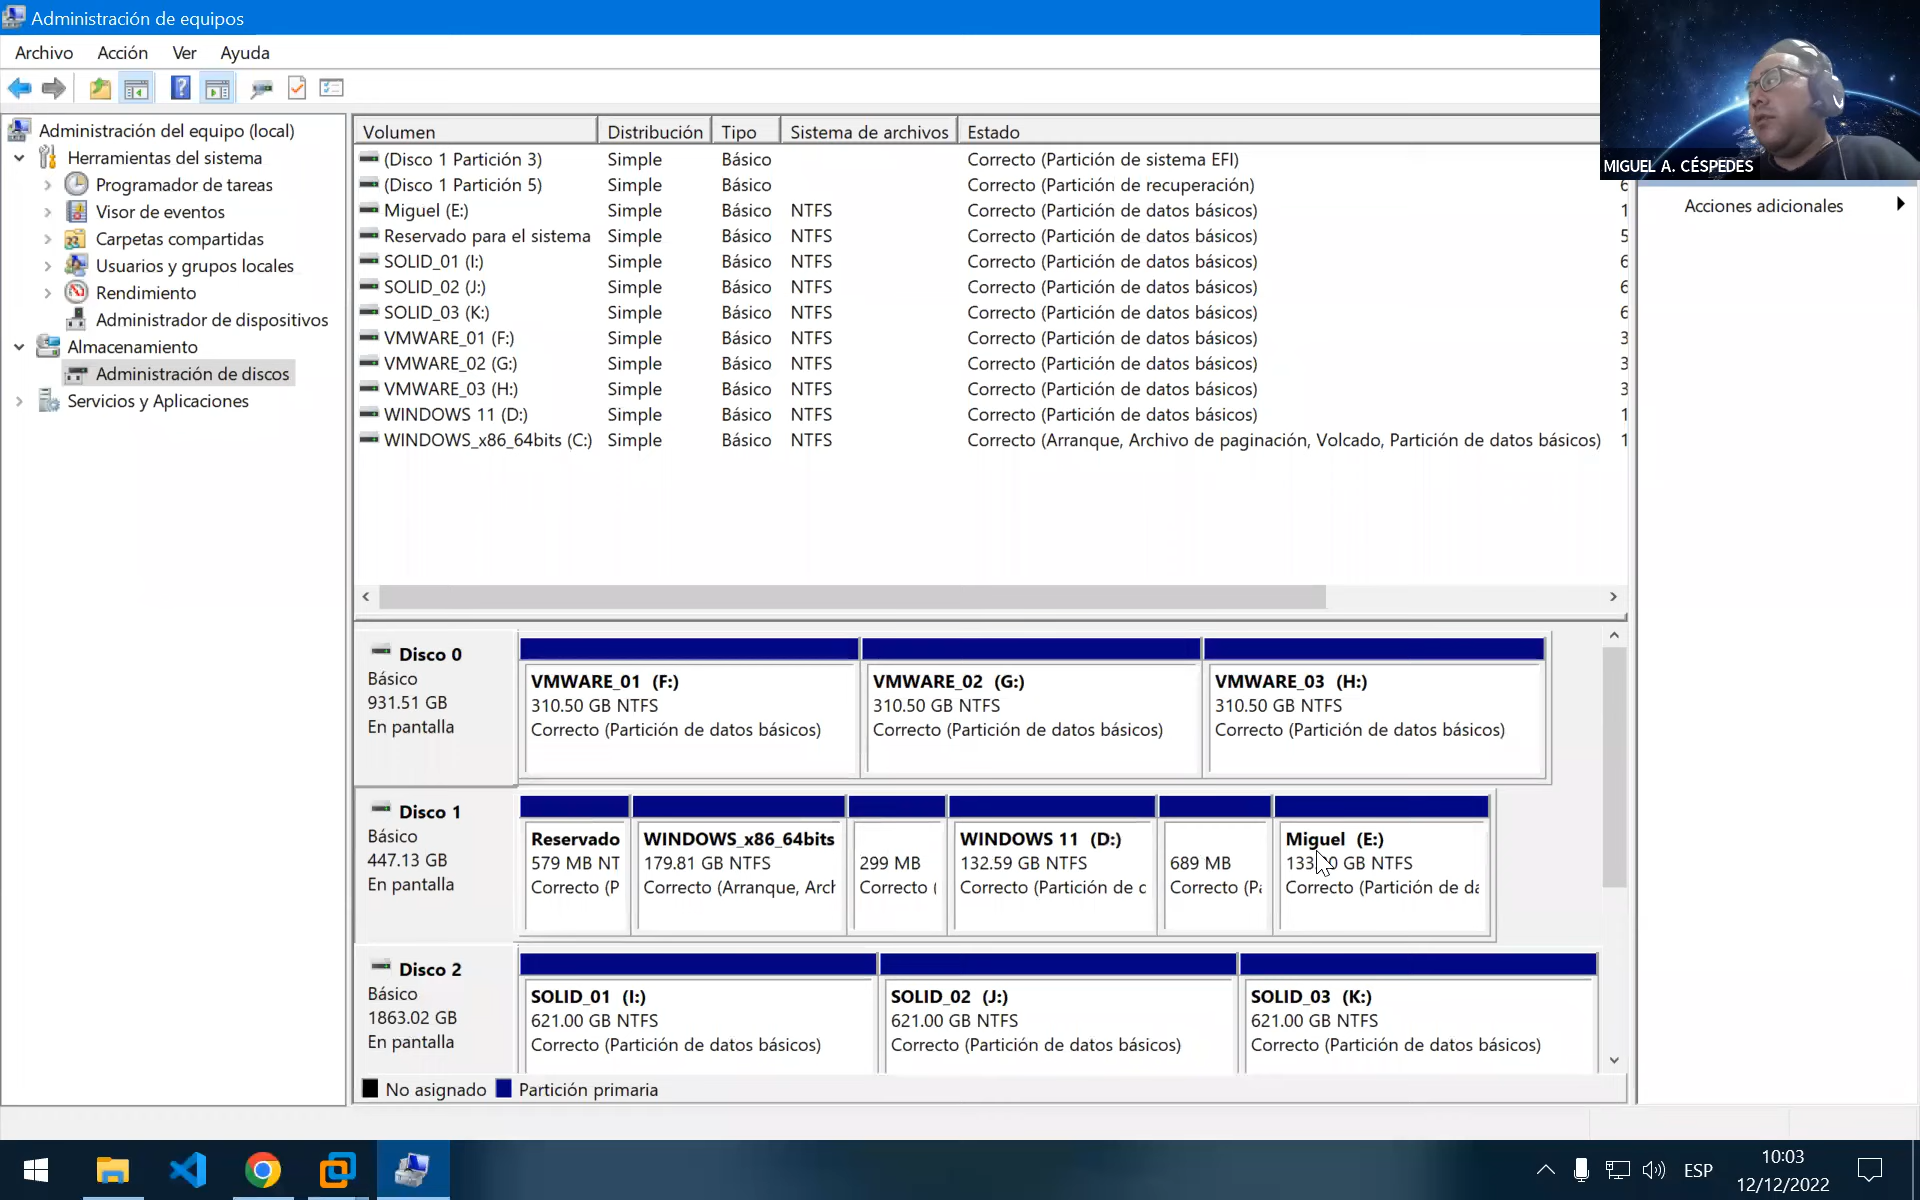 Administración de equipos
Archivo Acción Ver Ayuda
MIGUEL A. CÉSPEDES
Administración del equipo (local)
Herramientas del sistema
Programador de tareas
Visor de eventos
Carpetas compartidas
Usuarios y grupos locales
Rendimiento
Administrador de dispositivos
Almacenamiento
Administración de discos
Servicios y Aplicaciones
Volumen Distribución Tipo Sistema de archivos Estado
(Disco 1 Partición 3) Simple Básico Correcto (Partición de sistema EFI)
(Disco 1 Partición 5) Simple Básico Correcto (Partición de recuperación) 6
Miguel (E:) Simple Básico NTFS Correcto (Partición de datos básicos) 1
Reservado para el sistema Simple Básico NTFS Correcto (Partición de datos básicos) 5
SOLID_01 (I:) Simple Básico NTFS Correcto (Partición de datos básicos) 6
SOLID_02 (J:) Simple Básico NTFS Correcto (Partición de datos básicos) 6
SOLID_03 (K:) Simple Básico NTFS Correcto (Partición de datos básicos) 6
VMWARE_01 (F:) Simple Básico NTFS Correcto (Partición de datos básicos) 3
VMWARE_02 (G:) Simple Básico NTFS Correcto (Partición de datos básicos) 3
VMWARE_03 (H:) Simple Básico NTFS Correcto (Partición de datos básicos) 3
WINDOWS 11 (D:) Simple Básico NTFS Correcto (Partición de datos básicos) 1
WINDOWS_x86_64bits (C:) Simple Básico NTFS Correcto (Arranque, Archivo de paginación, Volcado, Partición de datos básicos) 1
Acciones adicionales
Disco 0
Básico
931.51 GB
En pantalla
VMWARE_01 (F:)
310.50 GB NTFS
Correcto (Partición de datos básicos)
VMWARE_02 (G:)
310.50 GB NTFS
Correcto (Partición de datos básicos)
VMWARE_03 (H:)
310.50 GB NTFS
Correcto (Partición de datos básicos)
Disco 1
Básico
447.13 GB
En pantalla
Reservado
579 MB NT
Correcto (P
WINDOWS_x86_64bits
179.81 GB NTFS
Correcto (Arranque, Arch
299 MB
Correcto (
WINDOWS 11 (D:)
132.59 GB NTFS
Correcto (Partición de d
689 MB
Correcto (Pa
Miguel (E:)
GB NTFS
Correcto (Partición de da
Disco 2
Básico
1863.02 GB
En pantalla
SOLID_01 (I:)
621.00 GB NTFS
Correcto (Partición de datos básicos)
SOLID_02 (J:)
621.00 GB NTFS
Correcto (Partición de datos básicos)
SOLID_03 (K:)
621.00 GB NTFS
Correcto (Partición de datos básicos)
No asignado Partición primaria
ESP
10:03
12/12/2022